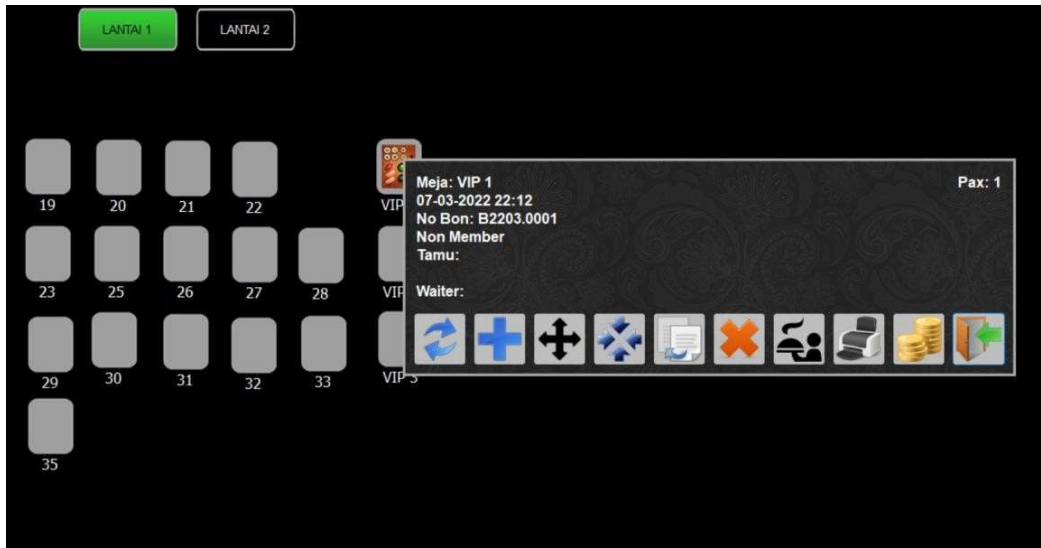 LANTAI 1 LANTAI 2
19 20 21 22 VIP
Meja: VIP 1 Pax: 1
07-03-2022 22:12
No Bon: B2203.0001
Non Member
Tamu:
Waiter:
23 25 26 27 28 VIP
29 30 31 32 33 VIP 3
35